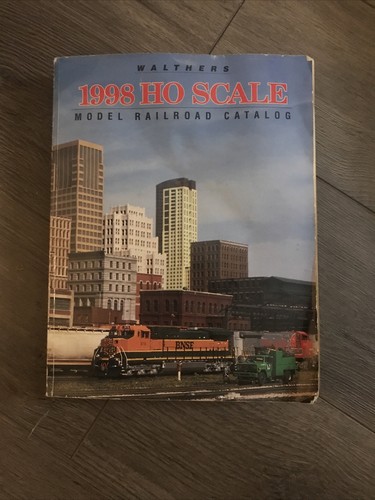 WALTHERS
1998 HO SCALE
MODEL RAILROAD CATALOG
BNSF